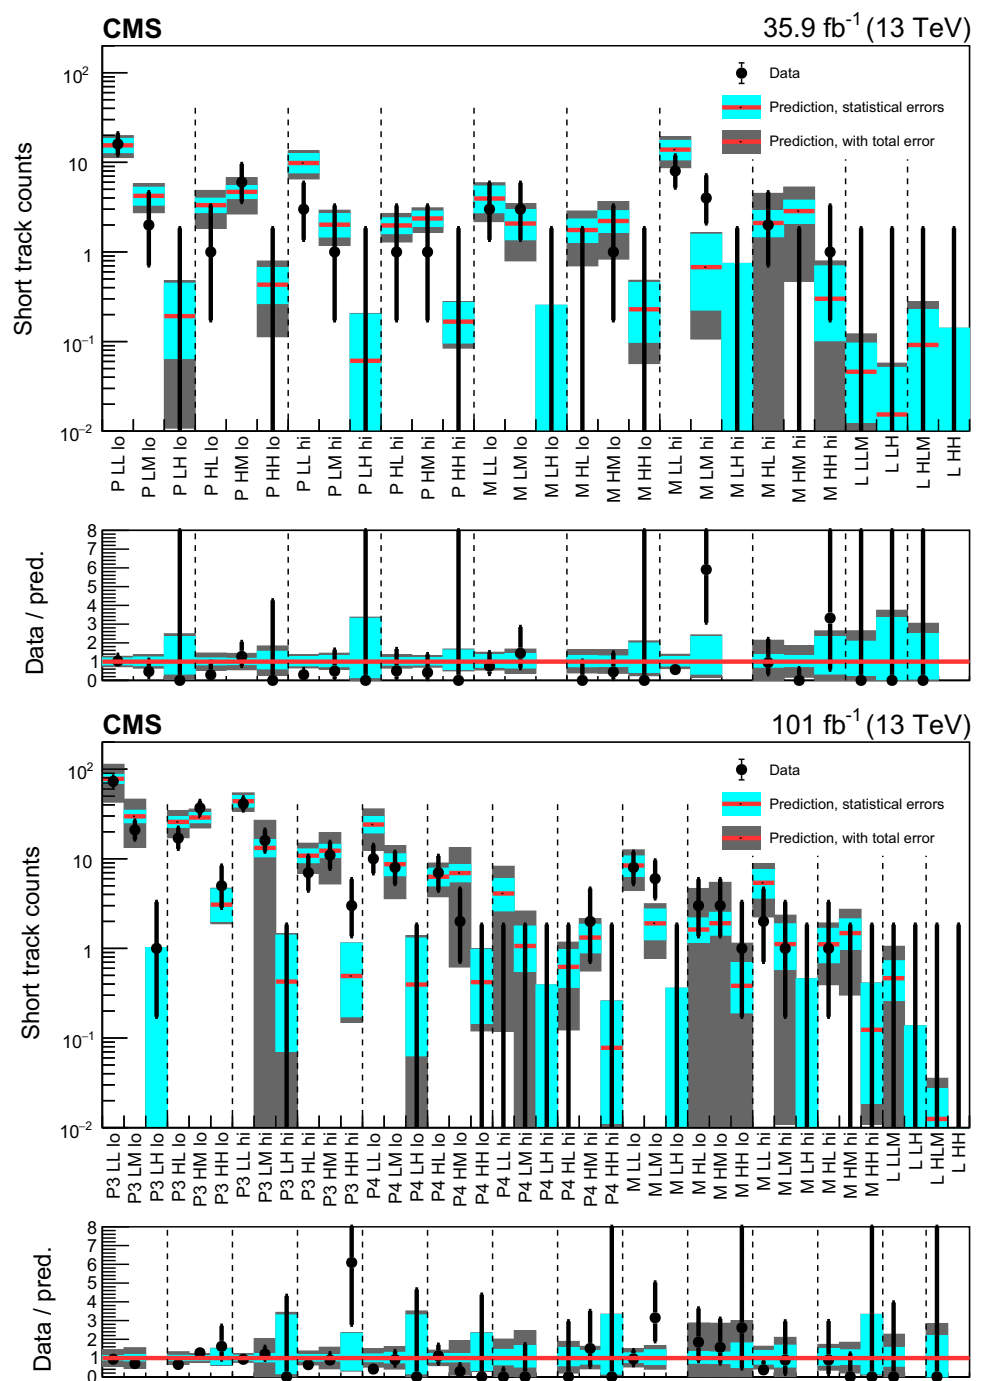 CMS
35.9 fb-1 (13 TeV)
Short track counts
10^2
10
1
10^-1
10^-2
Data
Prediction, statistical errors
Prediction, with total error
P LL lo
P LM lo
P LH lo
P HL lo
P HM lo
P HH lo
P LL hi
P LM hi
P LH hi
P HL hi
P HM hi
P HH hi
M LL lo
M LM lo
M LH lo
M HL lo
M HM lo
M HH lo
M LL hi
M LM hi
M LH hi
M HL hi
M HM hi
M HH hi
L LLM
L LH
L HLM
L HH
Data / pred.
8
7
6
5
4
3
2
1
0
CMS
101 fb-1 (13 TeV)
Short track counts
10^2
10
1
10^-1
10^-2
Data
Prediction, statistical errors
Prediction, with total error
P3 LL lo
P3 LM lo
P3 LH lo
P3 HL lo
P3 HM lo
P3 HH lo
P3 LL hi
P3 LM hi
P3 LH hi
P3 HL hi
P3 HM hi
P3 HH hi
P4 LL lo
P4 LM lo
P4 LH lo
P4 HL lo
P4 HM lo
P4 HH lo
P4 LL hi
P4 LM hi
P4 LH hi
P4 HL hi
P4 HM hi
P4 HH hi
M LL lo
M LM lo
M LH lo
M HL lo
M HM lo
M HH lo
M LL hi
M LM hi
M LH hi
M HL hi
M HM hi
M HH hi
L LLM
L LH
L HLM
L HH
Data / pred.
8
7
6
5
4
3
2
1
0